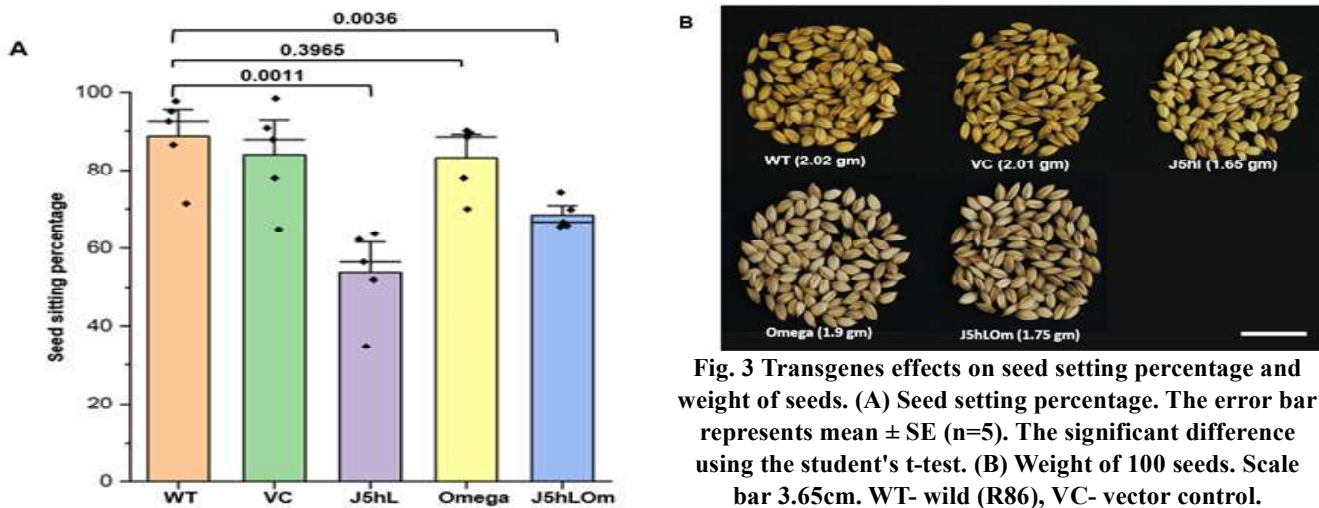 A
0.0036
0.3965
0.0011
100
80
60
40
20
0
Seed sitting percentage
WT VC J5hL Omega J5hLOm
B
WT (2.02 gm) VC (2.01 gm) J5hl (1.65 gm)
Omega (1.9 gm) J5hLOm (1.75 gm)
Fig. 3 Transgenes effects on seed setting percentage and
weight of seeds. (A) Seed setting percentage. The error bar
represents mean ± SE (n=5). The significant difference
using the student's t-test. (B) Weight of 100 seeds. Scale
bar 3.65cm. WT- wild (R86), VC- vector control.